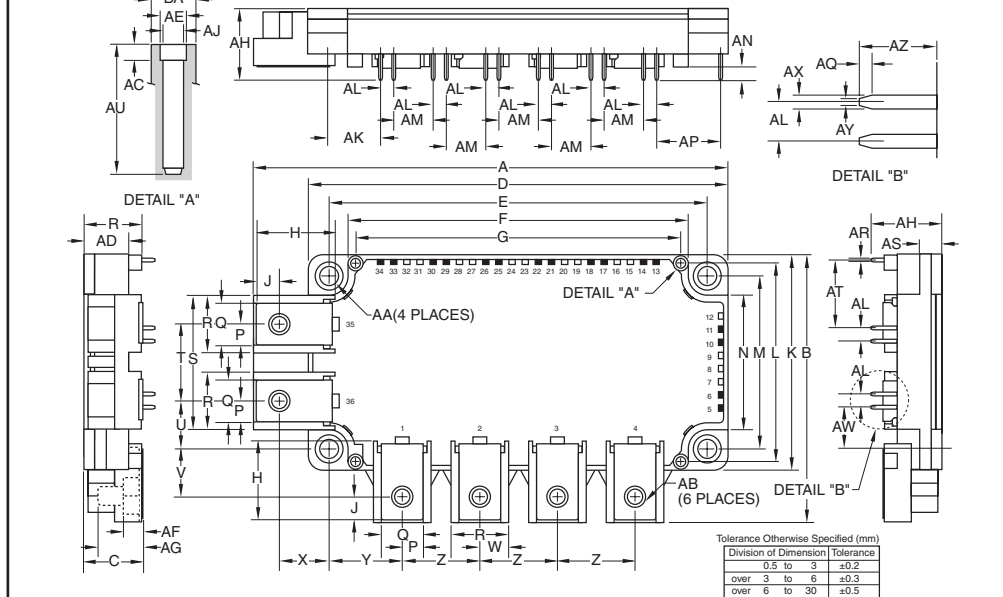 BA
AE
AJ
AC
AU
DETAIL "A"
AH
AN
AL AL AL
AL AL AL
AM AM AM
AK AM AM AP
AZ
AQ
AX
AL
AY
DETAIL "B"
A
D
E
F
G
H
J
34 33 32 31 30 29 28 27 26 25 24 23 22 21 20 19 18 17 16 15 14 13
DETAIL "A"
AA(4 PLACES)
35
36
12
11
10
9
8
7
6
5
N M L K B
R
AD
R Q P
T S
R Q P
U
V
H
J
1 2 3 4
AB
(6 PLACES)
Q R
P W
X Y Z Z Z
AF
AG
C
AH
AR AS
AT
AL
AL
AW
DETAIL "B"
Tolerance Otherwise Specified (mm)
Division of Dimension Tolerance
0.5 to 3 ±0.2
over 3 to 6 ±0.3
over 6 to 30 ±0.5